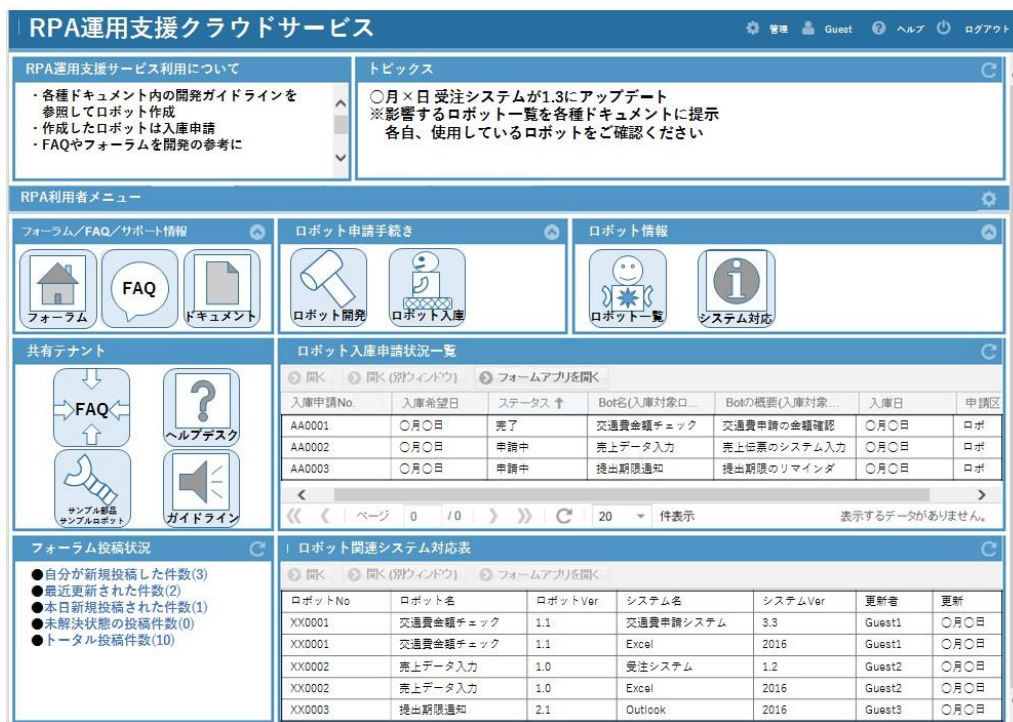 RPA運用支援クラウドサービス
管理 Guest ヘルプ ログアウト
RPA運用支援サービス利用について
・各種ドキュメント内の開発ガイドラインを
参照してロボット作成
・作成したロボットは入庫申請
・FAQやフォーラムを開発の参考に
トピックス
○月×日 受注システムが1.3にアップデート
※影響するロボット一覧を各種ドキュメントに提示
各自、使用しているロボットをご確認ください
RPA利用者メニュー
フォーラム/FAQ/サポート情報
フォーラム
FAQ
ドキュメント
ロボット申請手続き
ロボット開発
ロボット入庫
ロボット情報
ロボット一覧
システム対応
共有テナント
FAQ
ヘルプデスク
サンプル部品
サンプルロボット
ガイドライン
ロボット入庫申請状況一覧
開く 開く(別ウィンドウ) フォームアプリを開く
入庫申請No. 入庫希望日 ステータス↑ Bot名(入庫対象ロ... Botの概要(入庫対象... 入庫日 申請区
AA0001 ○月○日 完了 交通費金額チェック 交通費申請の金額確認 ○月○日 ロボ
AA0002 ○月○日 申請中 売上データ入力 売上伝票のシステム入力 ○月○日 ロボ
AA0003 ○月○日 申請中 提出期限通知 提出期限のリマインダ ○月○日 ロボ
ページ 0 / 0 20 件表示 表示するデータがありません。
フォーラム投稿状況
●自分が新規投稿した件数(3)
●最近更新された件数(2)
●本日新規投稿された件数(1)
●未解決状態の投稿件数(0)
●トータル投稿件数(10)
ロボット関連システム対応表
開く 開く(別ウィンドウ) フォームアプリを開く
ロボットNo ロボット名 ロボットVer システム名 システムVer 更新者 更新
XX0001 交通費金額チェック 1.1 交通費申請システム 3.3 Guest1 ○月○日
XX0001 交通費金額チェック 1.1 Excel 2016 Guest1 ○月○日
XX0002 売上データ入力 1.0 受注システム 1.2 Guest2 ○月○日
XX0002 売上データ入力 1.0 Excel 2016 Guest2 ○月○日
XX0003 提出期限通知 2.1 Outlook 2016 Guest3 ○月○日